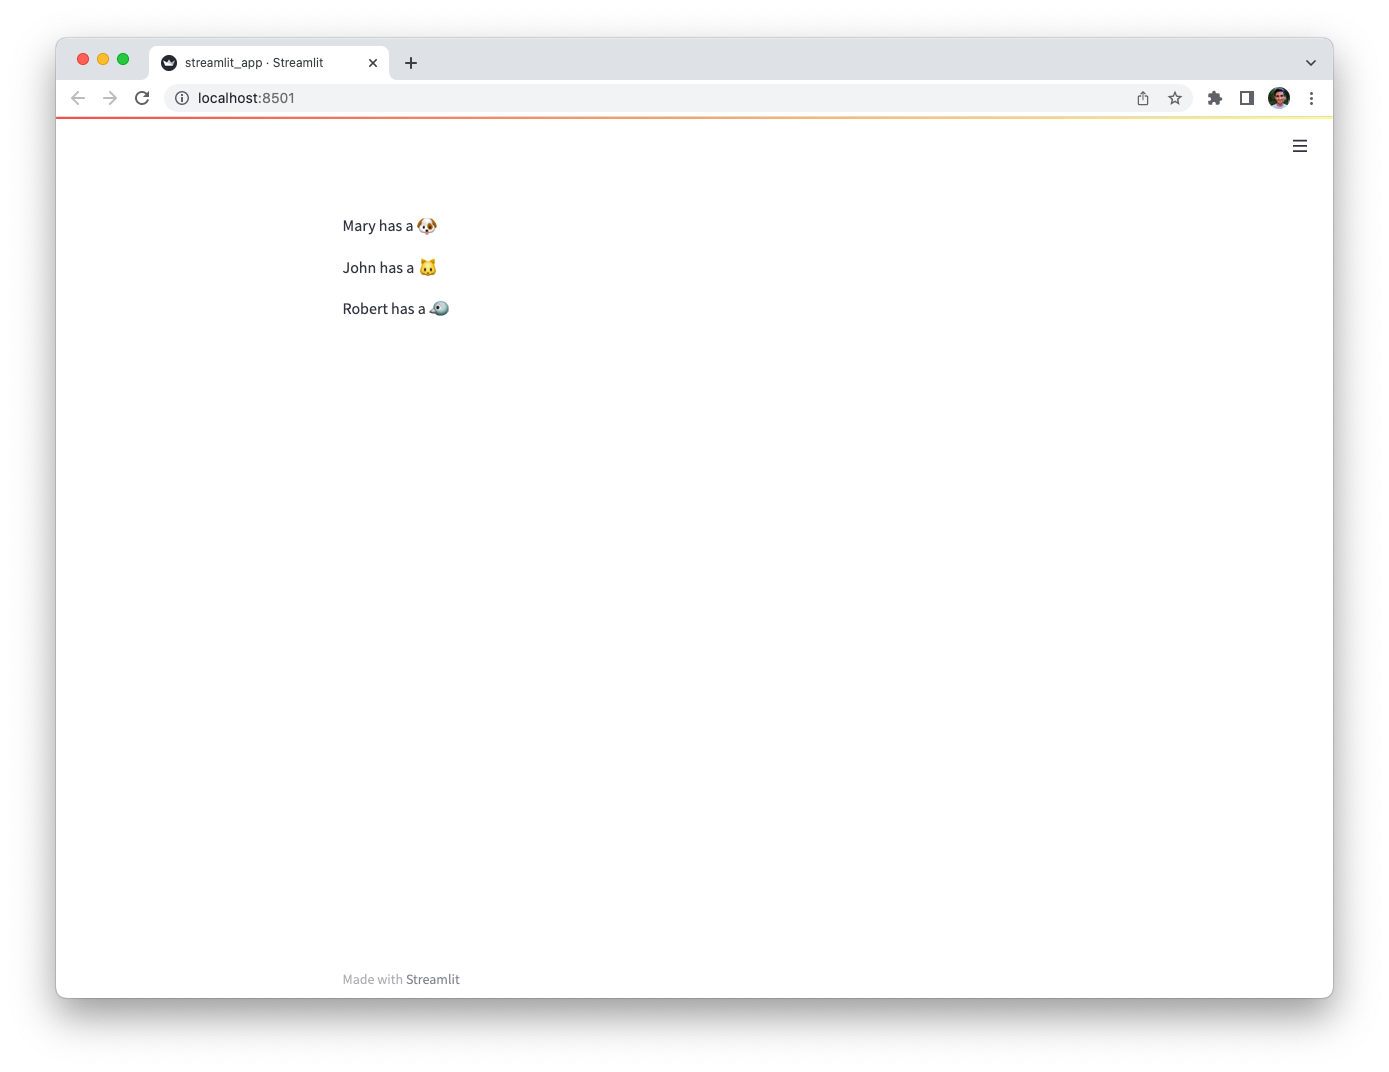 streamlit_app · Streamlit
localhost:8501
Mary has a 🐶
John has a 🐱
Robert has a 🐦
Made with Streamlit